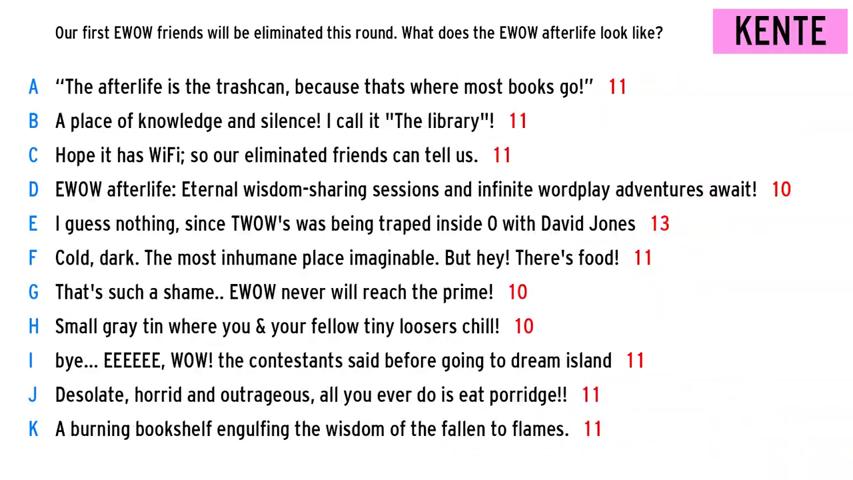 Our first EWOW friends will be eliminated this round. What does the EWOW afterlife look like?
KENTE
A “The afterlife is the trashcan, because thats where most books go!” 11
B A place of knowledge and silence! I call it "The library"! 11
C Hope it has WiFi; so our eliminated friends can tell us. 11
D EWOW afterlife: Eternal wisdom-sharing sessions and infinite wordplay adventures await! 10
E I guess nothing, since TWOW's was being traped inside O with David Jones 13
F Cold, dark. The most inhumane place imaginable. But hey! There's food! 11
G That's such a shame.. EWOW never will reach the prime! 10
H Small gray tin where you & your fellow tiny loosers chill! 10
I bye... EEEEEE, WOW! the contestants said before going to dream island 11
J Desolate, horrid and outrageous, all you ever do is eat porridge!! 11
K A burning bookshelf engulfing the wisdom of the fallen to flames. 11